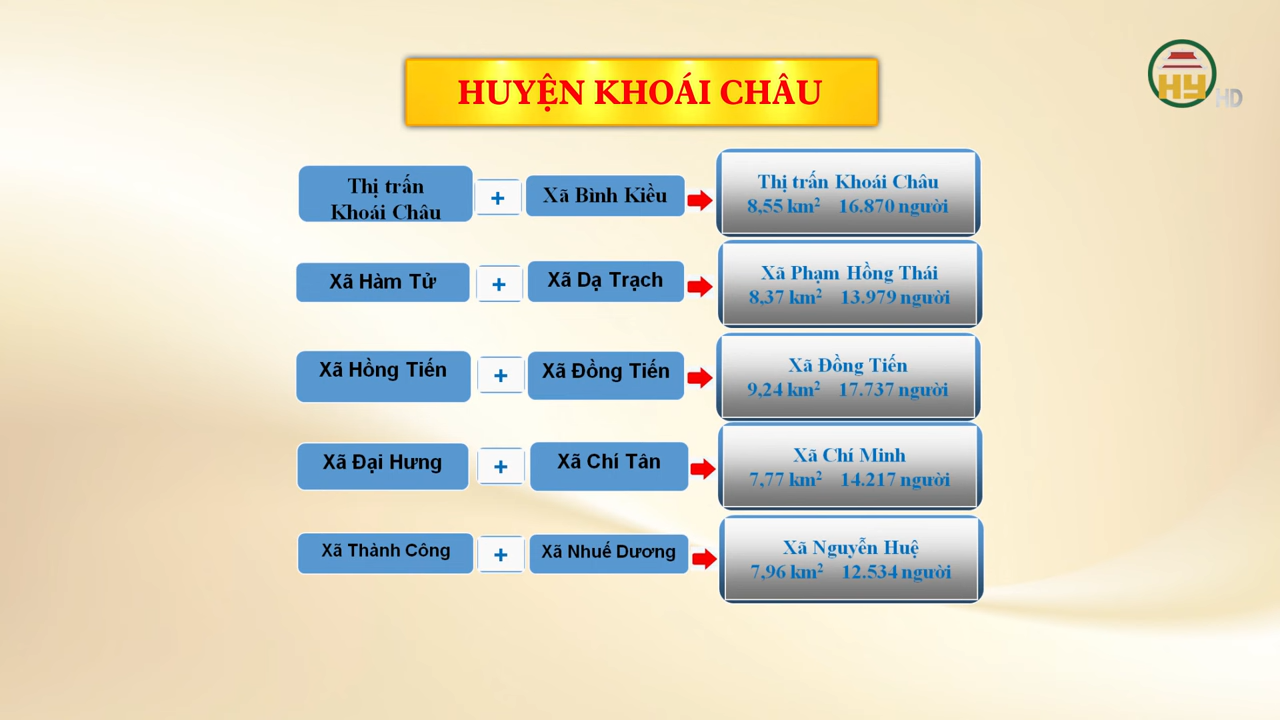 HUYỆN KHOÁI CHÂU
HY HD
Thị trấn
Khoái Châu
+
Xã Bình Kiều
Thị trấn Khoái Châu
8,55 km² 16.870 người
Xã Hàm Tử
+
Xã Dạ Trạch
Xã Phạm Hồng Thái
8,37 km² 13.979 người
Xã Hồng Tiến
+
Xã Đồng Tiến
Xã Đồng Tiến
9,24 km² 17.737 người
Xã Đại Hưng
+
Xã Chí Tân
Xã Chí Minh
7,77 km² 14.217 người
Xã Thành Công
+
Xã Nhuế Dương
Xã Nguyễn Huệ
7,96 km² 12.534 người